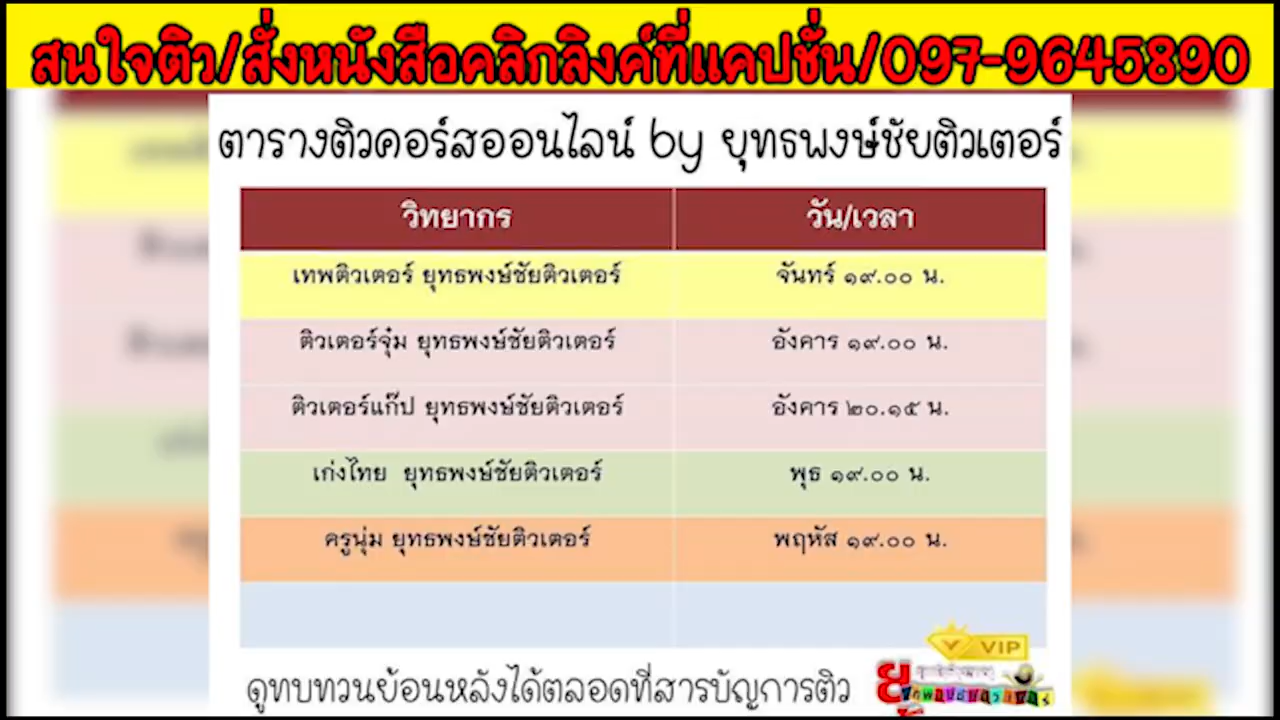 สนใจติว/สั่งหนังสือคลิกลิงค์ที่แคปชั่น/097-9645890
ตารางติวคอร์สออนไลน์ by ยุทธพงษ์ชัยติวเตอร์
วิทยากร วัน/เวลา
เทพติวเตอร์ ยุทธพงษ์ชัยติวเตอร์ จันทร์ ๑๙.๐๐ น.
ติวเตอร์จุ๋ม ยุทธพงษ์ชัยติวเตอร์ อังคาร ๑๙.๐๐ น.
ติวเตอร์แก๊ป ยุทธพงษ์ชัยติวเตอร์ อังคาร ๒๐.๑๕ น.
เก่งไทย ยุทธพงษ์ชัยติวเตอร์ พุธ ๑๙.๐๐ น.
ครูนุ่ม ยุทธพงษ์ชัยติวเตอร์ พฤหัส ๑๙.๐๐ น.
VIP
ดูทบทวนย้อนหลังได้ตลอดที่สารบัญการติว